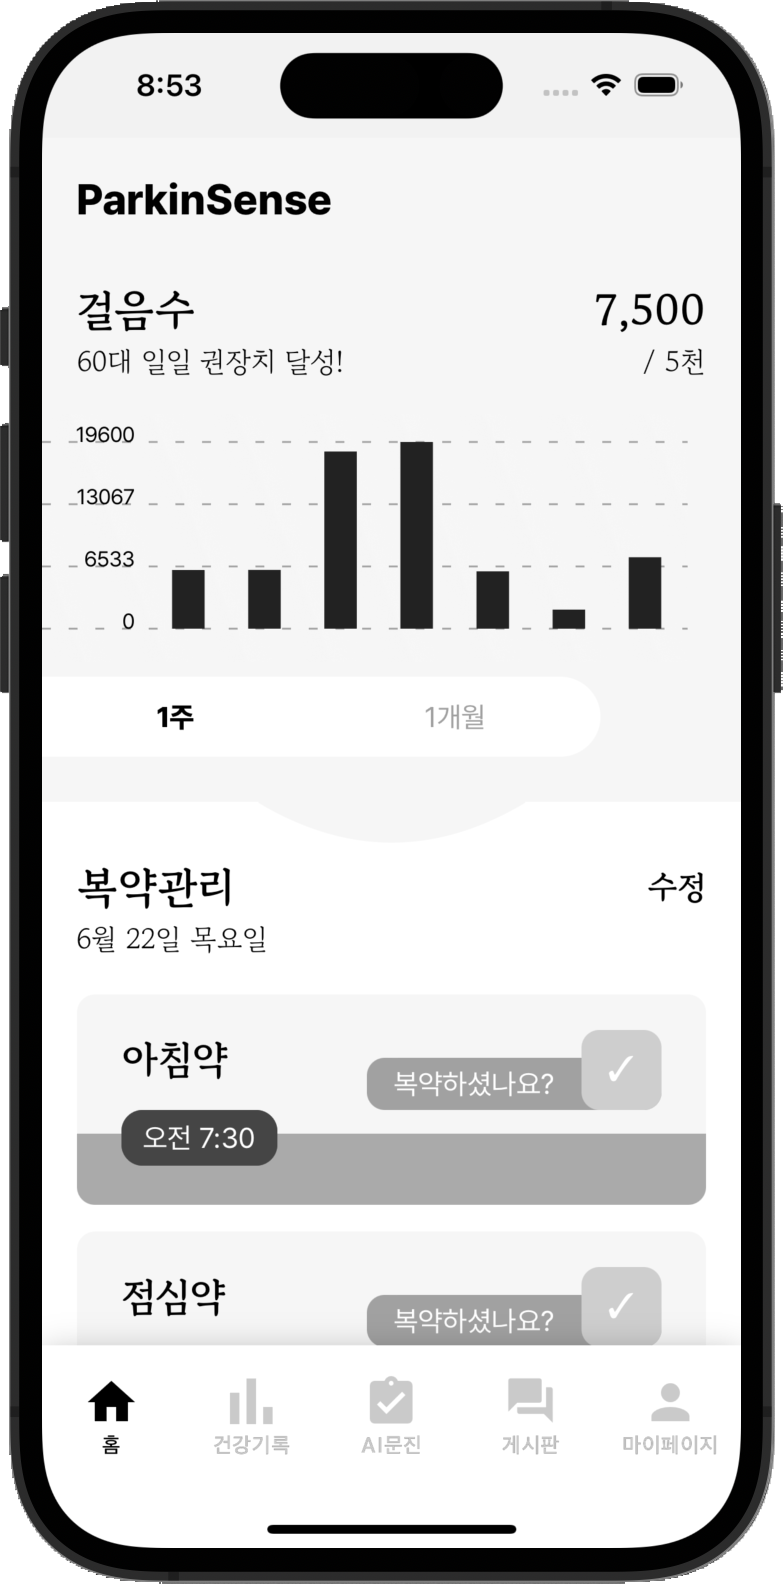 8:53
ParkinSense
걸음수 7,500
60대 일일 권장치 달성! / 5천
19600
13067
6533
0
1주 1개월
복약관리 수정
6월 22일 목요일
아침약
복약하셨나요? ✓
오전 7:30
점심약
복약하셨나요? ✓
홈 건강기록 AI문진 게시판 마이페이지